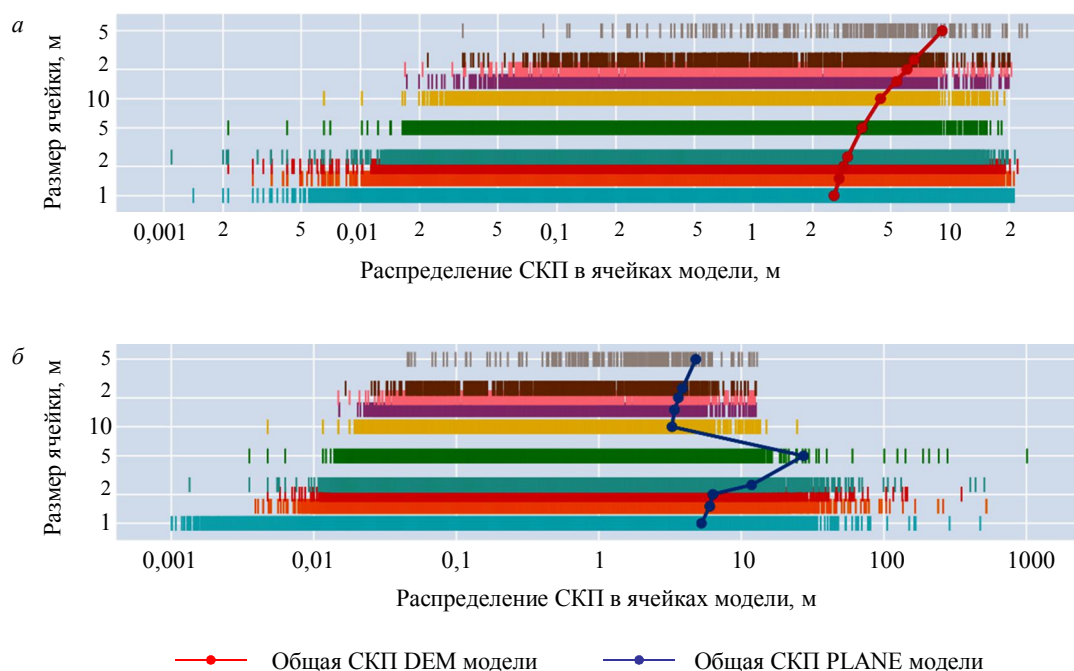 а
Размер ячейки, м
5
2
10
5
2
1
0,001 2 5 0,01 2 5 0,1 2 5 1 2 5 10 2
Распределение СКП в ячейках модели, м
б
Размер ячейки, м
5
2
10
5
2
1
0,001 0,01 0,1 1 10 100 1000
Распределение СКП в ячейках модели, м
Общая СКП DEM модели Общая СКП PLANE модели